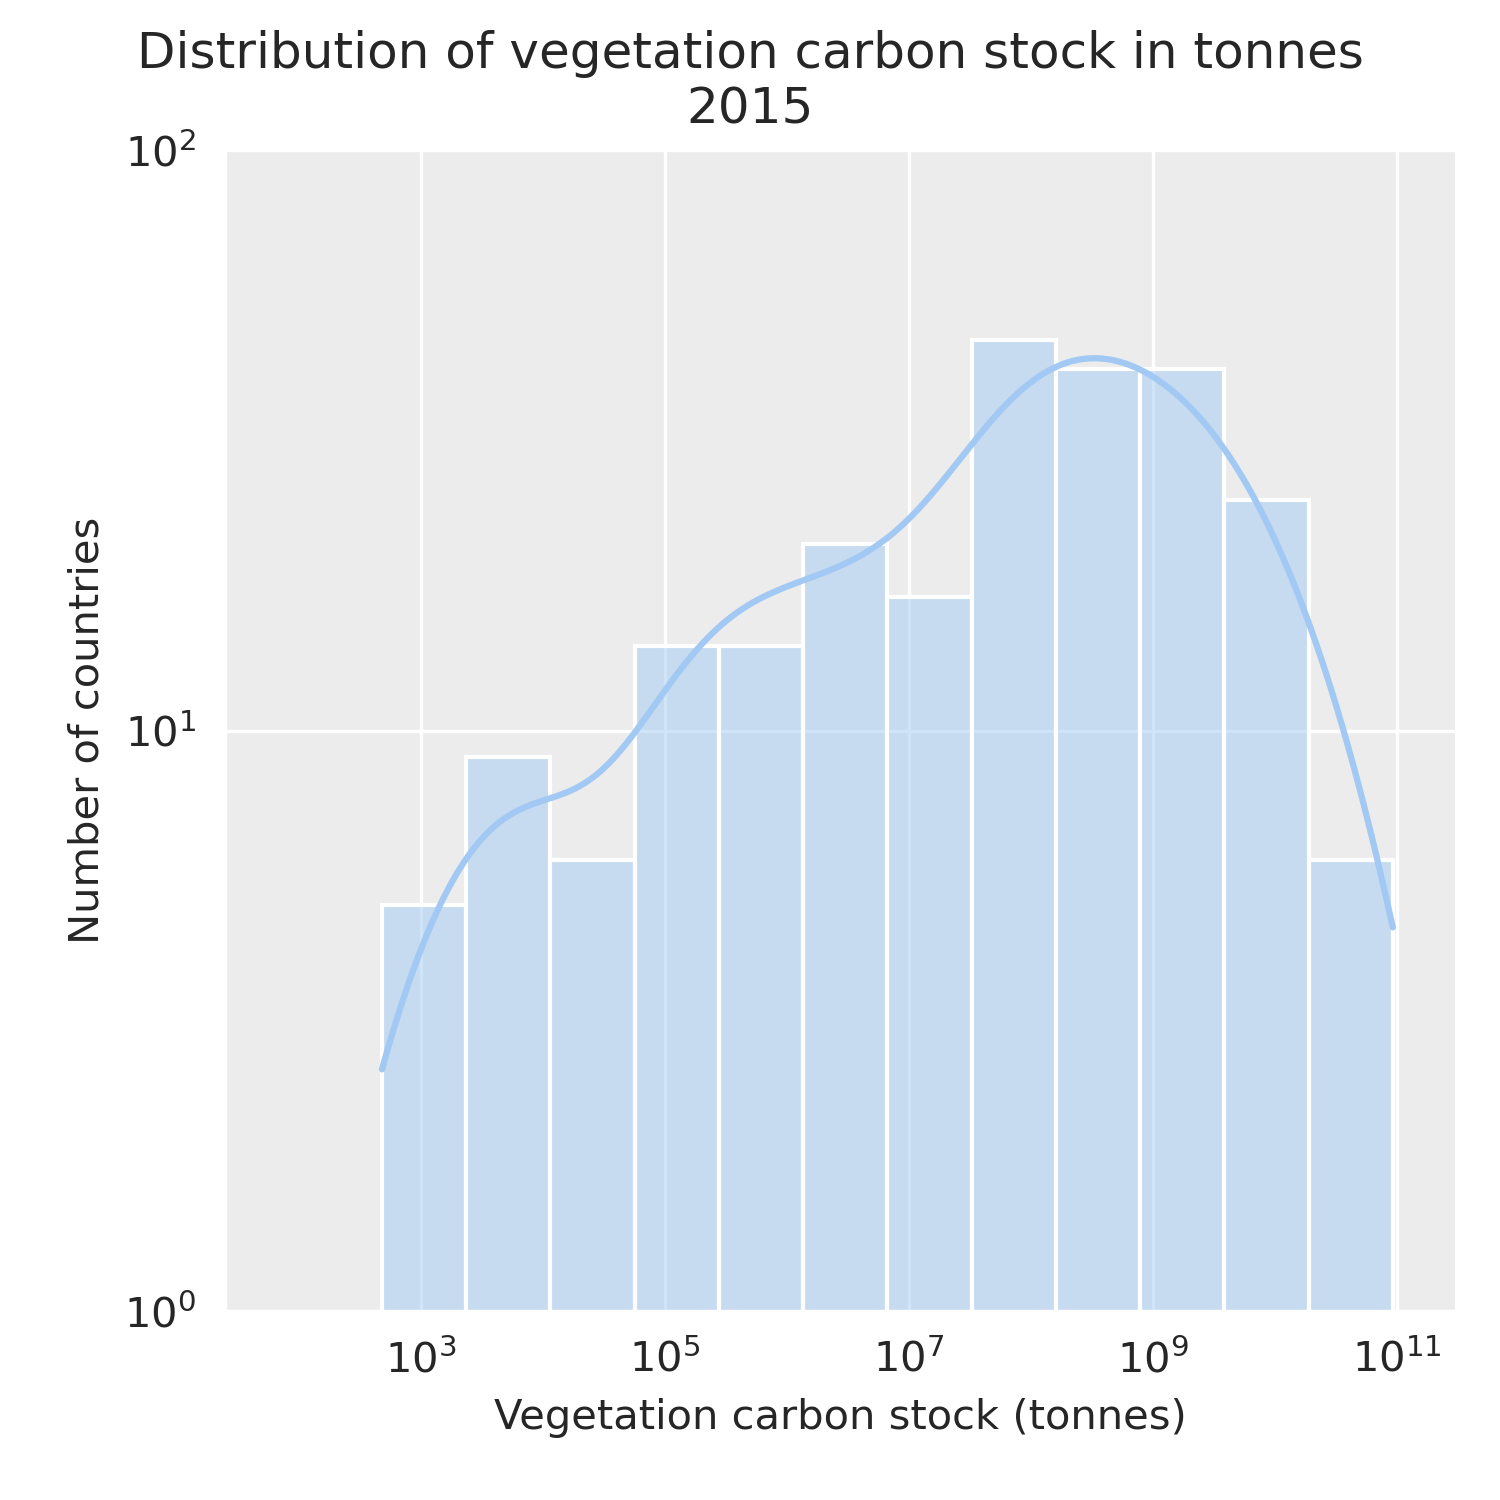 Distribution of vegetation carbon stock in tonnes
2015
10²
10¹
10⁰
Number of countries
10³ 10⁵ 10⁷ 10⁹ 10¹¹
Vegetation carbon stock (tonnes)